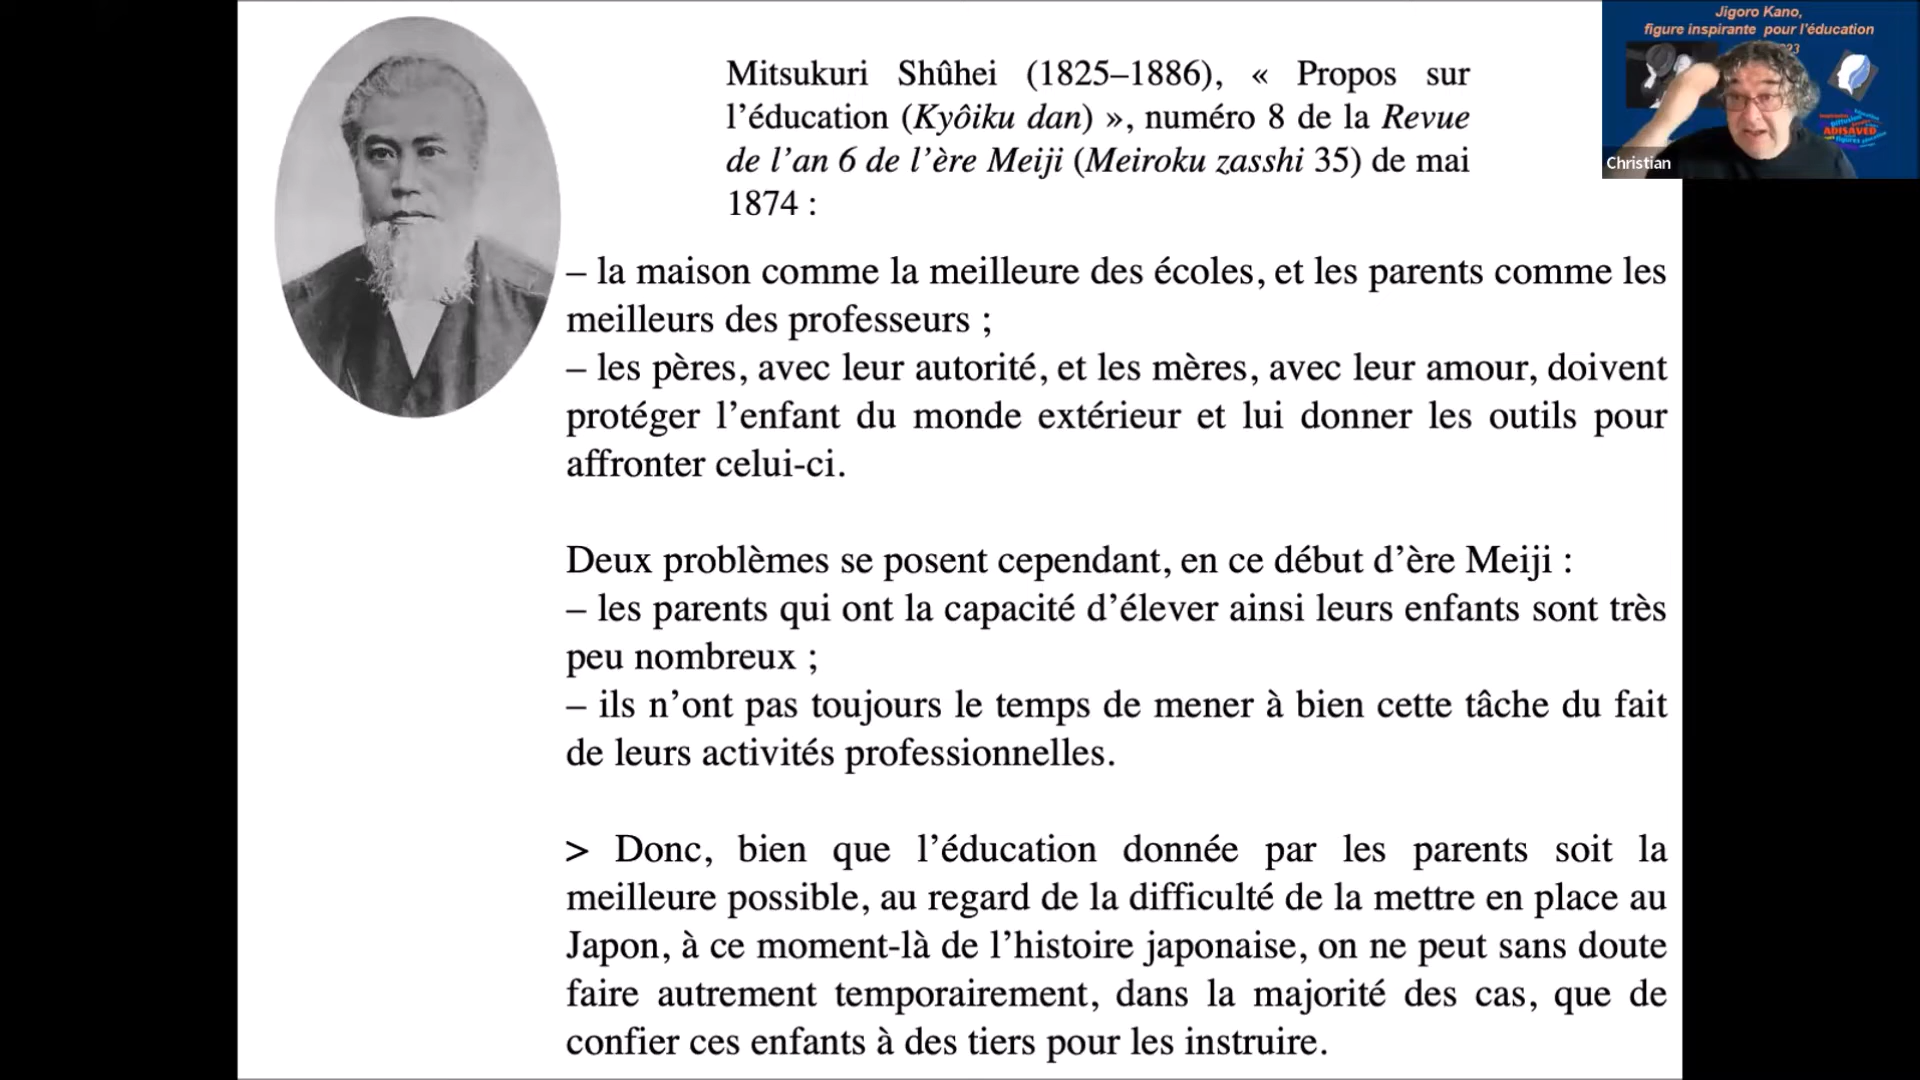 Mitsukuri Shûhei (1825–1886), « Propos sur
l’éducation (Kyôiku dan) », numéro 8 de la Revue
de l’an 6 de l’ère Meiji (Meiroku zasshi 35) de mai
1874 :
– la maison comme la meilleure des écoles, et les parents comme les
meilleurs des professeurs ;
– les pères, avec leur autorité, et les mères, avec leur amour, doivent
protéger l’enfant du monde extérieur et lui donner les outils pour
affronter celui-ci.
Deux problèmes se posent cependant, en ce début d’ère Meiji :
– les parents qui ont la capacité d’élever ainsi leurs enfants sont très
peu nombreux ;
– ils n’ont pas toujours le temps de mener à bien cette tâche du fait
de leurs activités professionnelles.
> Donc, bien que l’éducation donnée par les parents soit la
meilleure possible, au regard de la difficulté de la mettre en place au
Japon, à ce moment-là de l’histoire japonaise, on ne peut sans doute
faire autrement temporairement, dans la majorité des cas, que de
confier ces enfants à des tiers pour les instruire.
Jigoro Kano,
figure inspirante pour l'éducation
23
ADISAVED
Christian